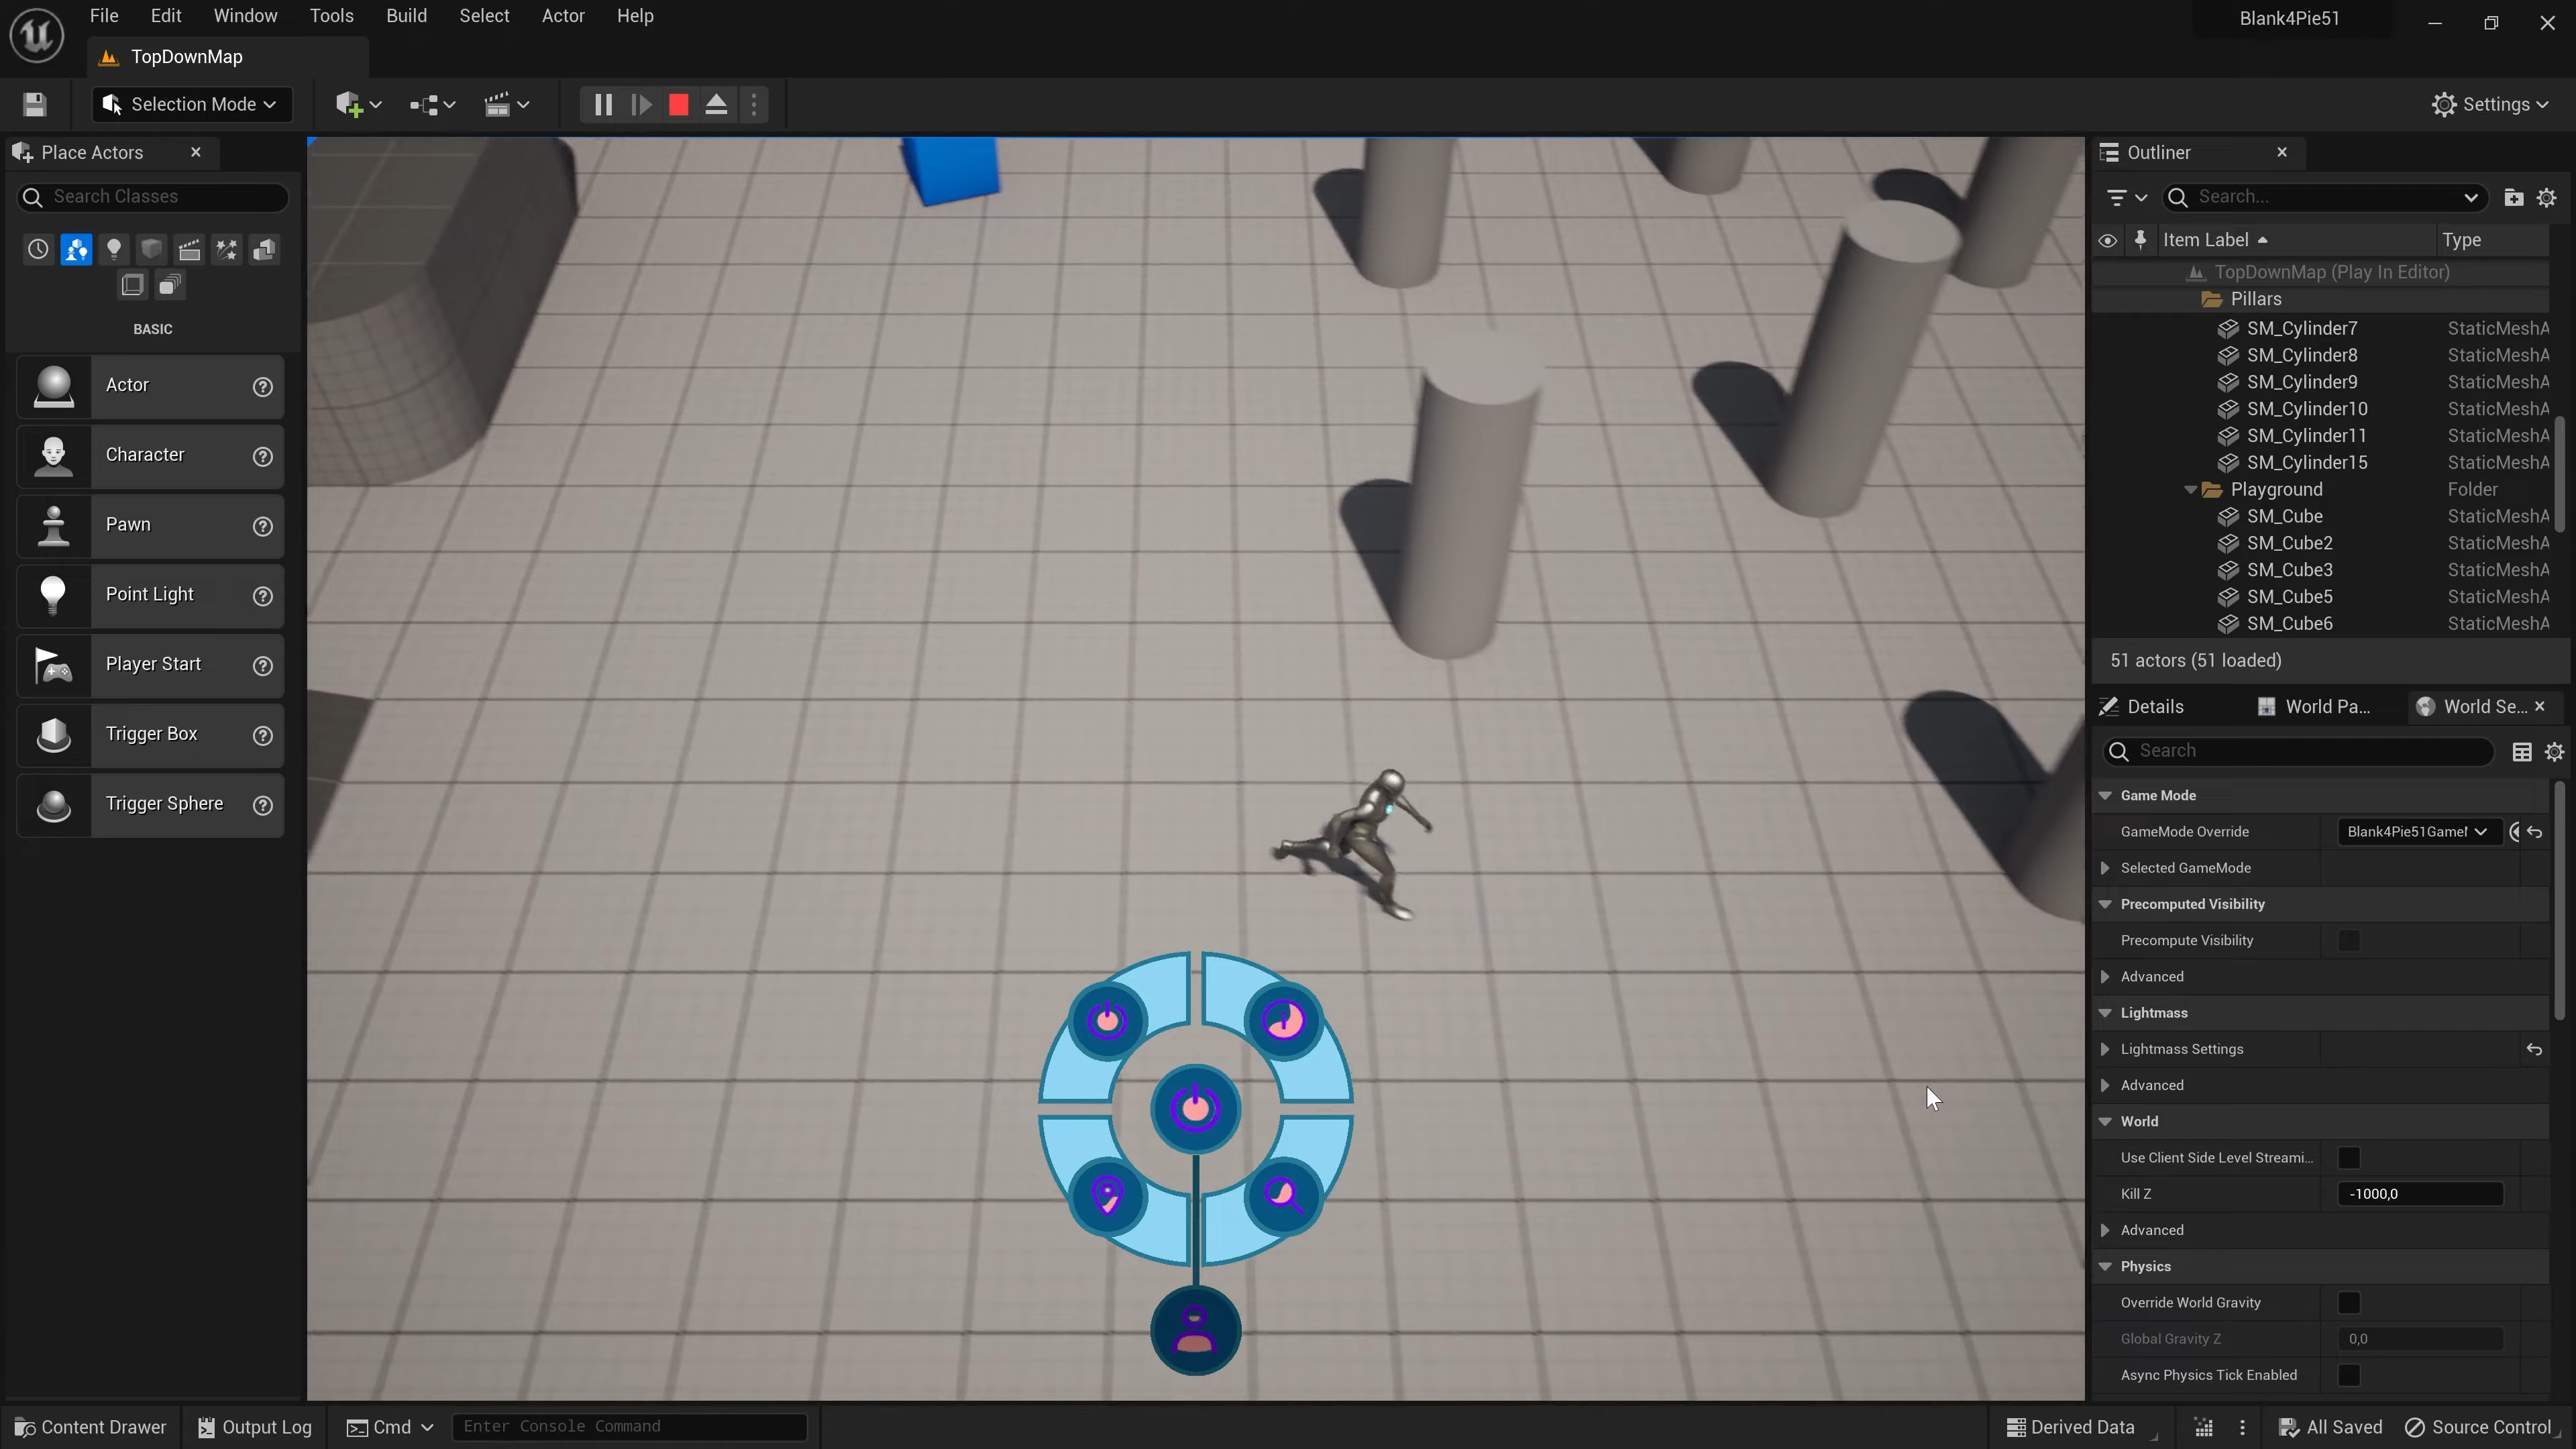 File Edit Window Tools Build Select Actor Help
Blank4Pie51
TopDownMap
Selection Mode
Settings
Place Actors
Search Classes
BASIC
Actor
Character
Pawn
Point Light
Player Start
Trigger Box
Trigger Sphere
Outliner
Search...
Item Label Type
TopDownMap (Play In Editor)
Pillars
SM_Cylinder7 StaticMeshA
SM_Cylinder8 StaticMeshA
SM_Cylinder9 StaticMeshA
SM_Cylinder10 StaticMeshA
SM_Cylinder11 StaticMeshA
SM_Cylinder15 StaticMeshA
Playground Folder
SM_Cube StaticMeshA
SM_Cube2 StaticMeshA
SM_Cube3 StaticMeshA
SM_Cube5 StaticMeshA
SM_Cube6 StaticMeshA
51 actors (51 loaded)
Details World Pa... World Se...
Search
Game Mode
GameMode Override Blank4Pie51Game
Selected GameMode
Precomputed Visibility
Precompute Visibility
Advanced
Lightmass
Lightmass Settings
Advanced
World
Use Client Side Level Streami...
Kill Z -1000,0
Advanced
Physics
Override World Gravity
Global Gravity Z 0,0
Async Physics Tick Enabled
Content Drawer Output Log Cmd Enter Console Command
Derived Data All Saved Source Control